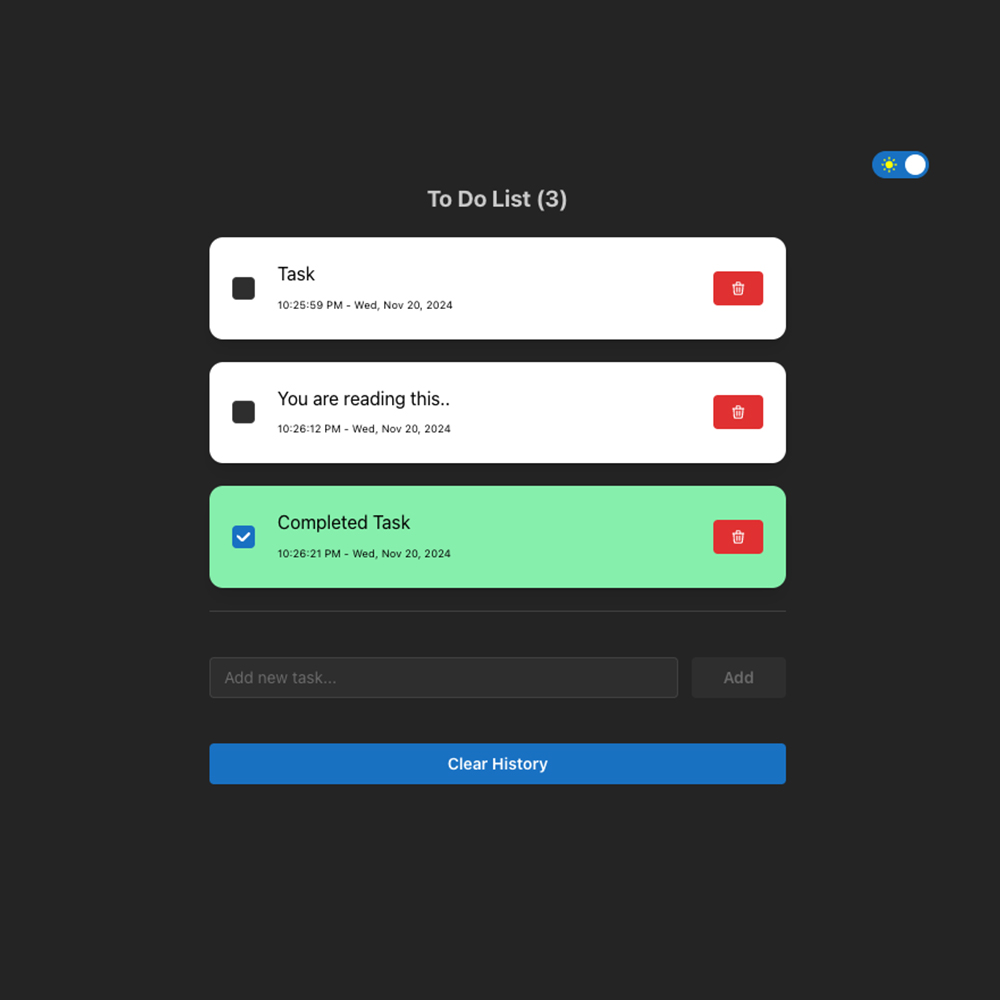 To Do List (3)
Task
10:25:59 PM - Wed, Nov 20, 2024
You are reading this..
10:26:12 PM - Wed, Nov 20, 2024
Completed Task
10:26:21 PM - Wed, Nov 20, 2024
Add new task...
Add
Clear History